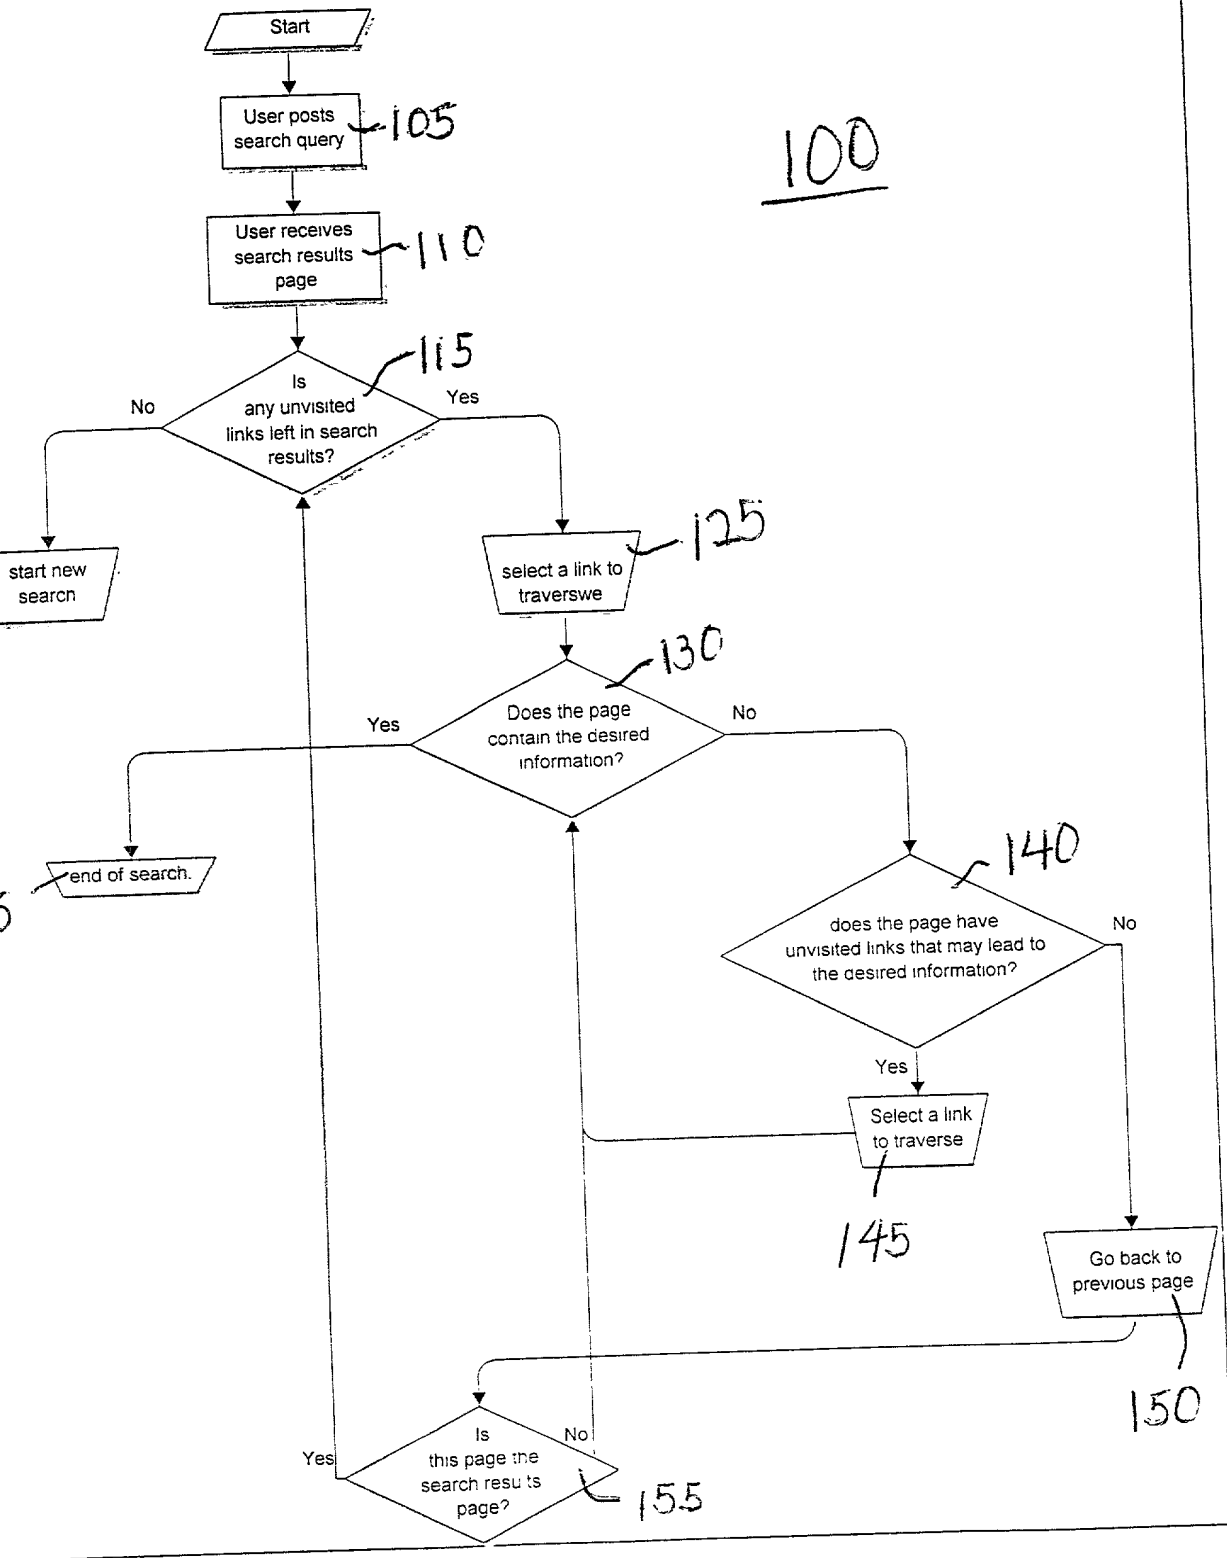 Start
User posts
search query
105
100
User receives
search results
page
110
115
Is
any unvisited
links left in search
results?
No
Yes
start new
search
125
select a link to
traverswe
130
Does the page
contain the desired
information?
Yes
No
end of search.
5
140
does the page have
unvisited links that may lead to
the desired information?
No
Yes
Select a link
to traverse
145
Go back to
previous page
150
Is
this page the
search results
page?
No
Yes
155